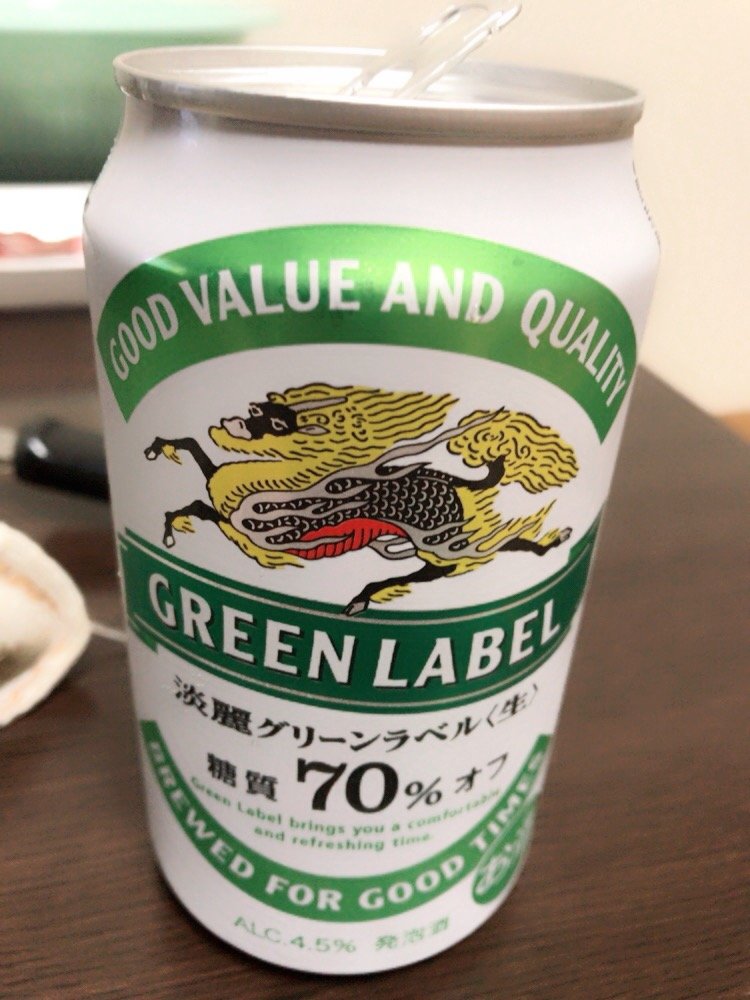 GOOD VALUE AND QUALITY
GREEN LABEL
淡麗グリーンラベル〈生〉
糖質 70% オフ
Green Label brings you a comfortable
and refreshing time.
BREWED FOR GOOD TIMES
ALC.4.5% 発泡酒